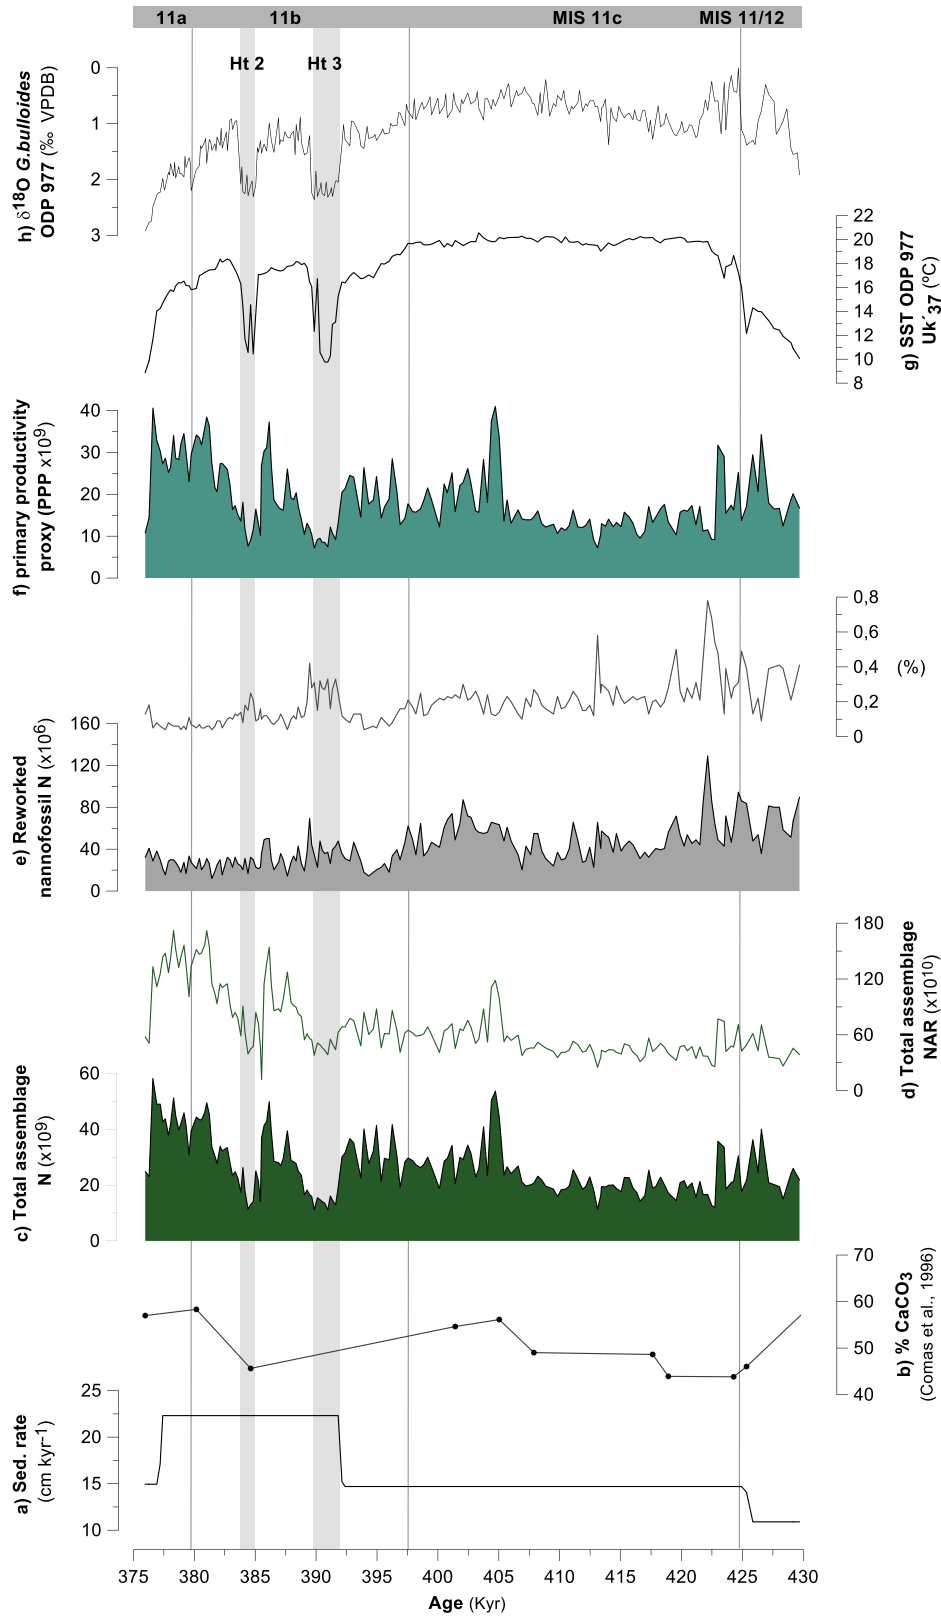 11a 11b MIS 11c MIS 11/12
Ht 2 Ht 3
h) δ18O G.bulloides
ODP 977 (‰ VPDB)
0
1
2
3
g) SST ODP 977
Uk´37 (ºC)
22
20
18
16
14
12
10
8
f) primary productivity
proxy (PPP x109)
40
30
20
10
0
0,8
0,6
0,4
0,2
0
(%)
e) Reworked
nannofossil N (x106)
160
120
80
40
0
d) Total assemblage
NAR (x1010)
180
120
60
0
c) Total assemblage
N (x109)
60
40
20
0
b) % CaCO3
(Comas et al., 1996)
70
60
50
40
a) Sed. rate
(cm kyr-1)
25
20
15
10
375 380 385 390 395 400 405 410 415 420 425 430
Age (Kyr)